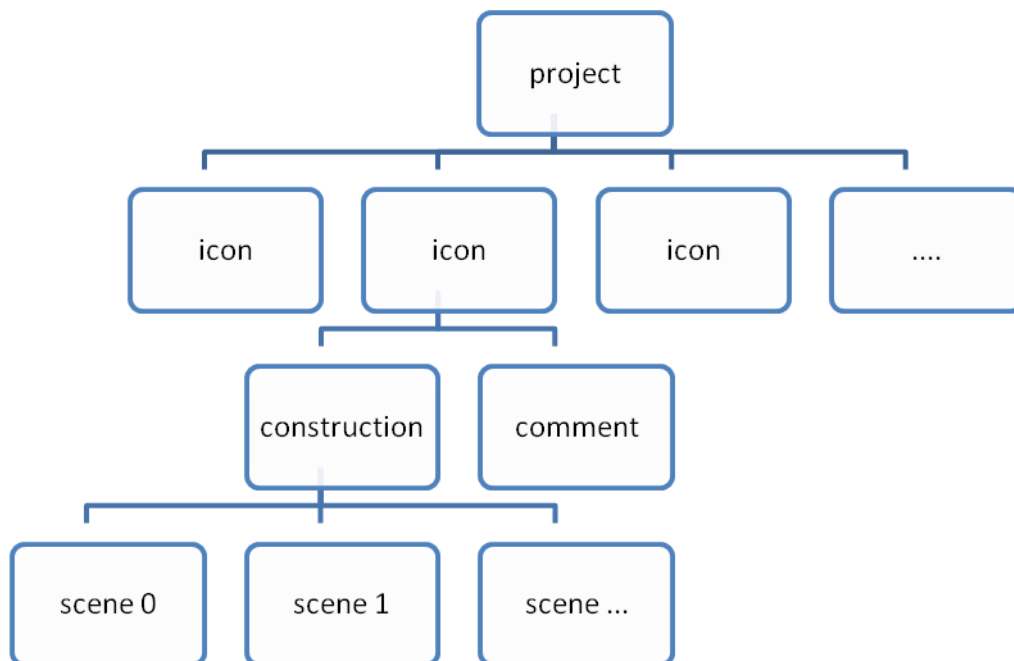 project
icon
icon
icon
....
construction
comment
scene 0
scene 1
scene ...